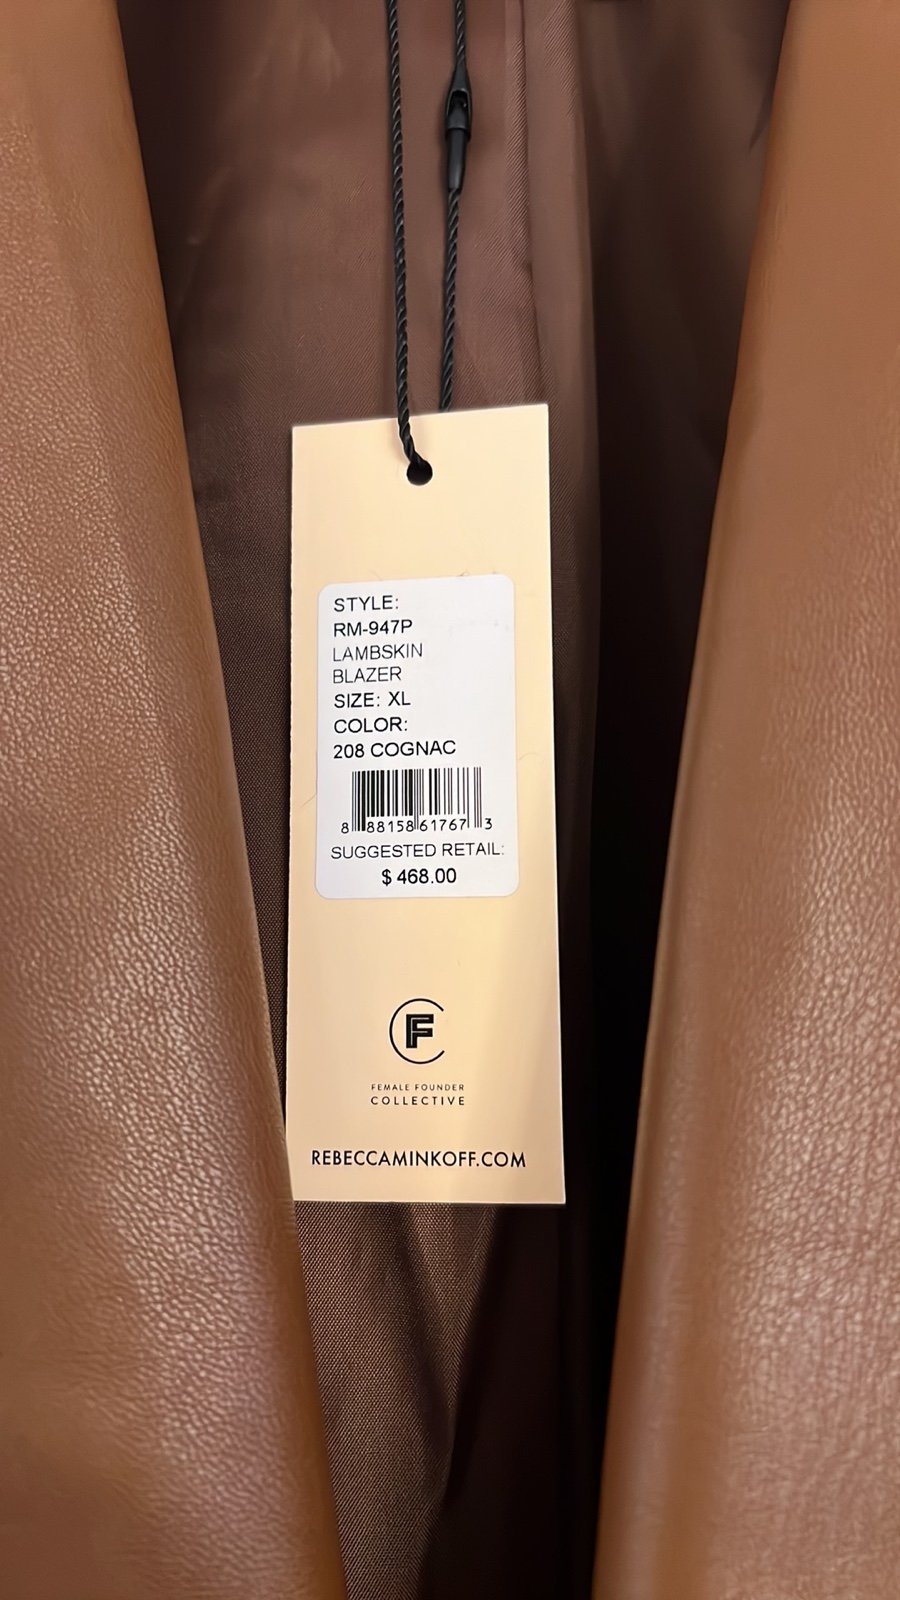 STYLE:
RM-947P
LAMBSKIN
BLAZER
SIZE: XL
COLOR:
208 COGNAC
8 88158 61767 3
SUGGESTED RETAIL:
$ 468.00
F
FEMALE FOUNDER
COLLECTIVE
REBECCAMINKOFF.COM